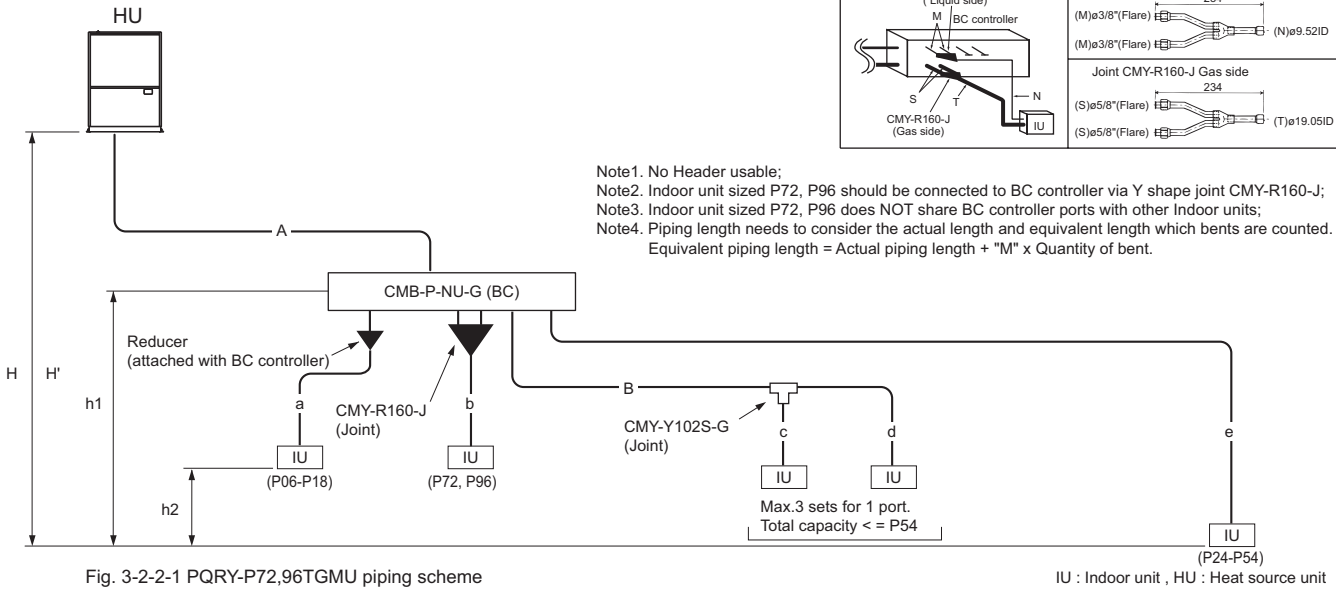 HU
( Liquid side)
M
BC controller
S
T
N
CMY-R160-J
(Gas side)
IU
(M)ø3/8"(Flare)
(N)ø9.52ID
(M)ø3/8"(Flare)
Joint CMY-R160-J Gas side
234
(S)ø5/8"(Flare)
(T)ø19.05ID
(S)ø5/8"(Flare)
Note1. No Header usable;
Note2. Indoor unit sized P72, P96 should be connected to BC controller via Y shape joint CMY-R160-J;
Note3. Indoor unit sized P72, P96 does NOT share BC controller ports with other Indoor units;
Note4. Piping length needs to consider the actual length and equivalent length which bents are counted.
Equivalent piping length = Actual piping length + "M" x Quantity of bent.
A
CMB-P-NU-G (BC)
Reducer
(attached with BC controller)
H
H'
h1
a
CMY-R160-J
(Joint)
b
B
CMY-Y102S-G
(Joint)
c
d
e
IU
(P06-P18)
IU
(P72, P96)
IU
IU
h2
Max.3 sets for 1 port.
Total capacity < = P54
IU
(P24-P54)
Fig. 3-2-2-1 PQRY-P72,96TGMU piping scheme
IU : Indoor unit , HU : Heat source unit